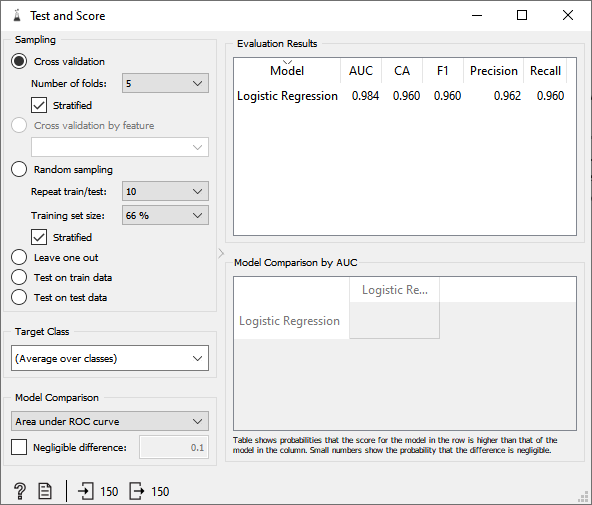 Test and Score
Sampling
Cross validation
Number of folds: 5
Stratified
Cross validation by feature
Random sampling
Repeat train/test: 10
Training set size: 66 %
Stratified
Leave one out
Test on train data
Test on test data
Target Class
(Average over classes)
Model Comparison
Area under ROC curve
Negligible difference: 0.1
? 150 150
Evaluation Results
Model AUC CA F1 Precision Recall
Logistic Regression 0.984 0.960 0.960 0.962 0.960
Model Comparison by AUC
Logistic Re...
Logistic Regression
Table shows probabilities that the score for the model in the row is higher than that of the
model in the column. Small numbers show the probability that the difference is negligible.